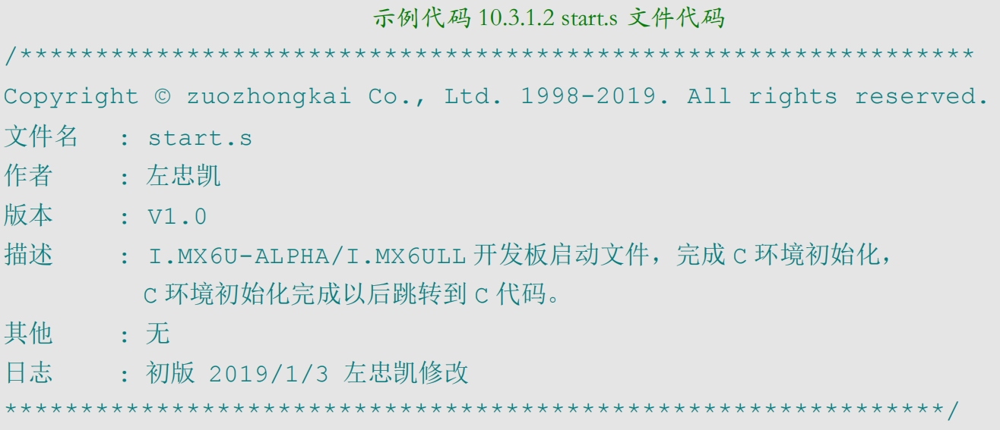 示例代码 10.3.1.2 start.s 文件代码
/***************************************************************
Copyright © zuozhongkai Co., Ltd. 1998-2019. All rights reserved.
文件名 : start.s
作者 : 左忠凯
版本 : V1.0
描述 : I.MX6U-ALPHA/I.MX6ULL 开发板启动文件，完成 C 环境初始化，
C 环境初始化完成以后跳转到 C 代码。
其他 : 无
日志 : 初版 2019/1/3 左忠凯修改
**************************************************************/